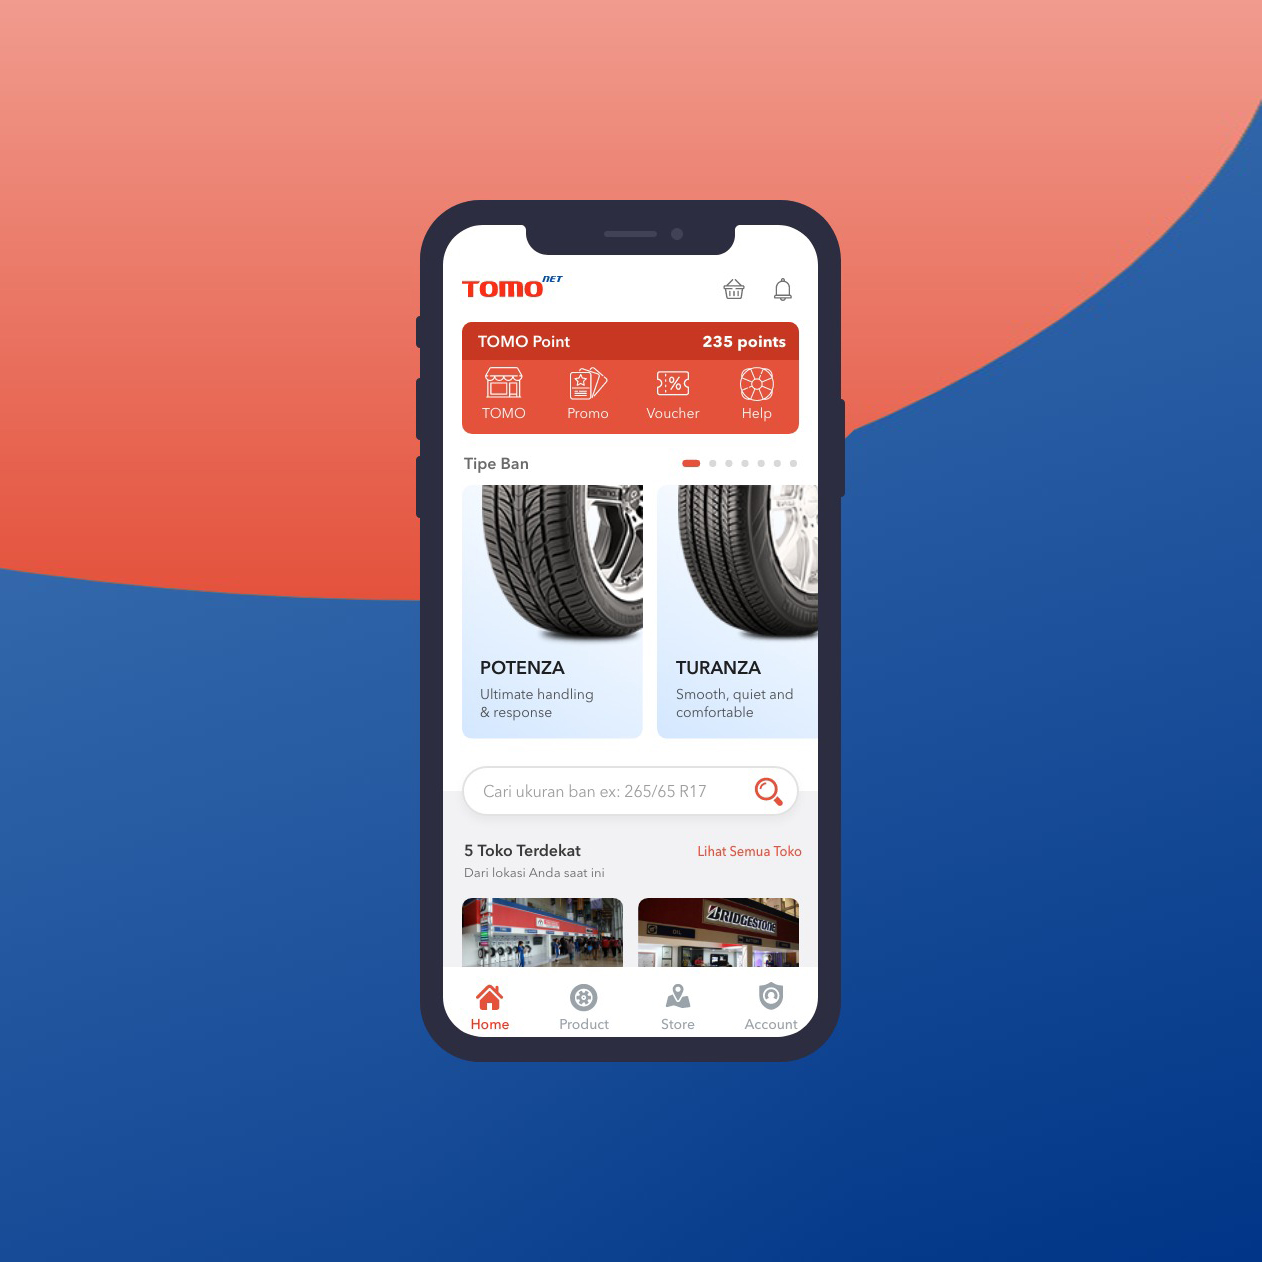 TOMO NET
TOMO Point
235 points
TOMO
Promo
Voucher
Help
Tipe Ban
POTENZA
Ultimate handling
& response
TURANZA
Smooth, quiet and
comfortable
Cari ukuran ban ex: 265/65 R17
5 Toko Terdekat
Lihat Semua Toko
Dari lokasi Anda saat ini
BRIDGESTONE
OIL
Home
Product
Store
Account